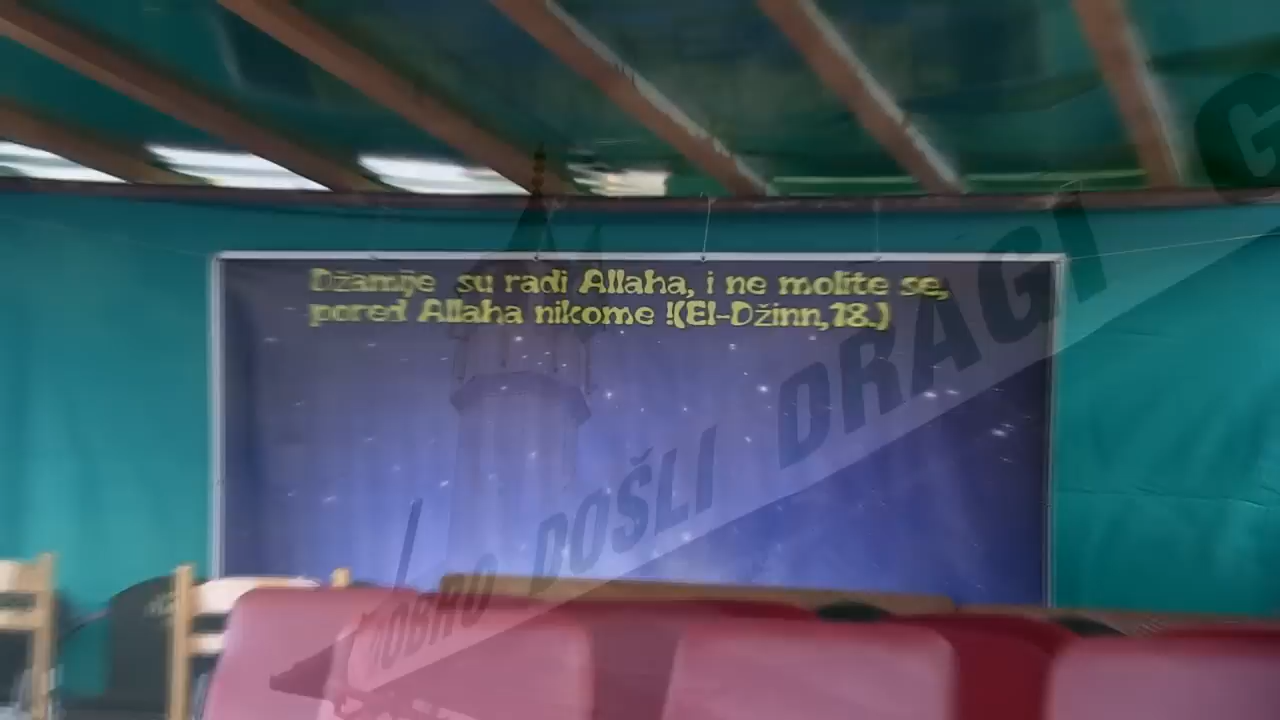 Džamije su radi Allaha, i ne molite se,
pored Allaha nikome !(El-Džinn,18.)
DOBRO DOŠLI DRAGI G